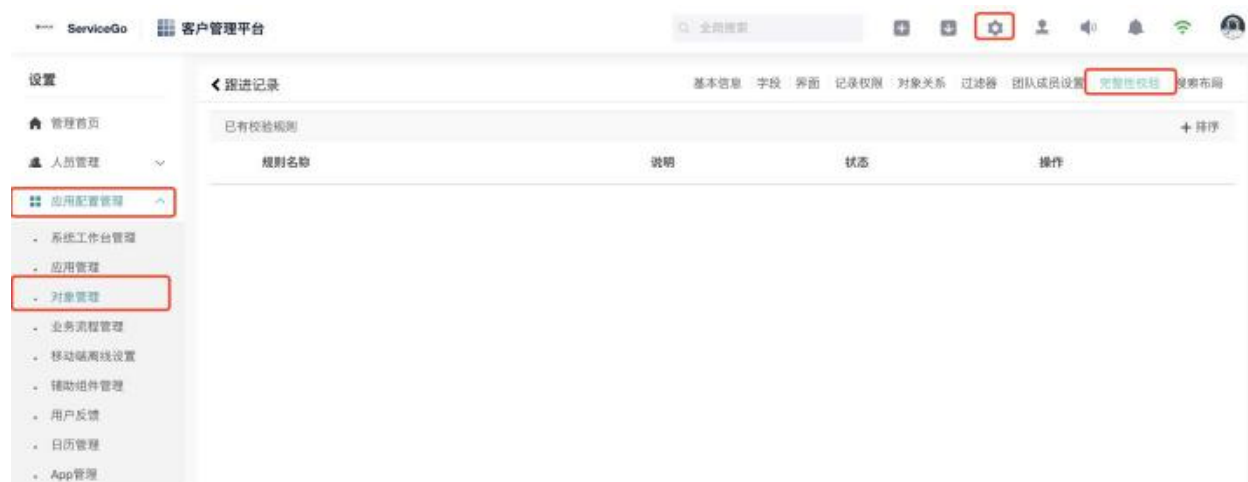 ServiceGo 客户管理平台 全局搜索
设置
跟进记录 基本信息 字段 界面 记录权限 对象关系 过滤器 团队成员设置 完整性校验 搜索布局
管理首页
已有校验规则 + 排序
人员管理
规则名称 说明 状态 操作
应用配置管理
系统工作台管理
应用管理
对象管理
业务流程管理
移动端离线设置
辅助组件管理
用户反馈
日历管理
App管理